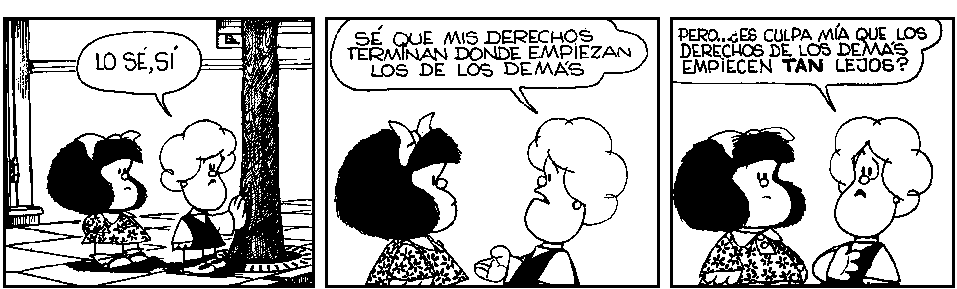 LO SÉ, SÍ
SÉ QUE MIS DERECHOS
TERMINAN DONDE EMPIEZAN
LOS DE LOS DEMÁS
PERO...¿ES CULPA MÍA QUE LOS
DERECHOS DE LOS DEMÁS
EMPIECEN TAN LEJOS?